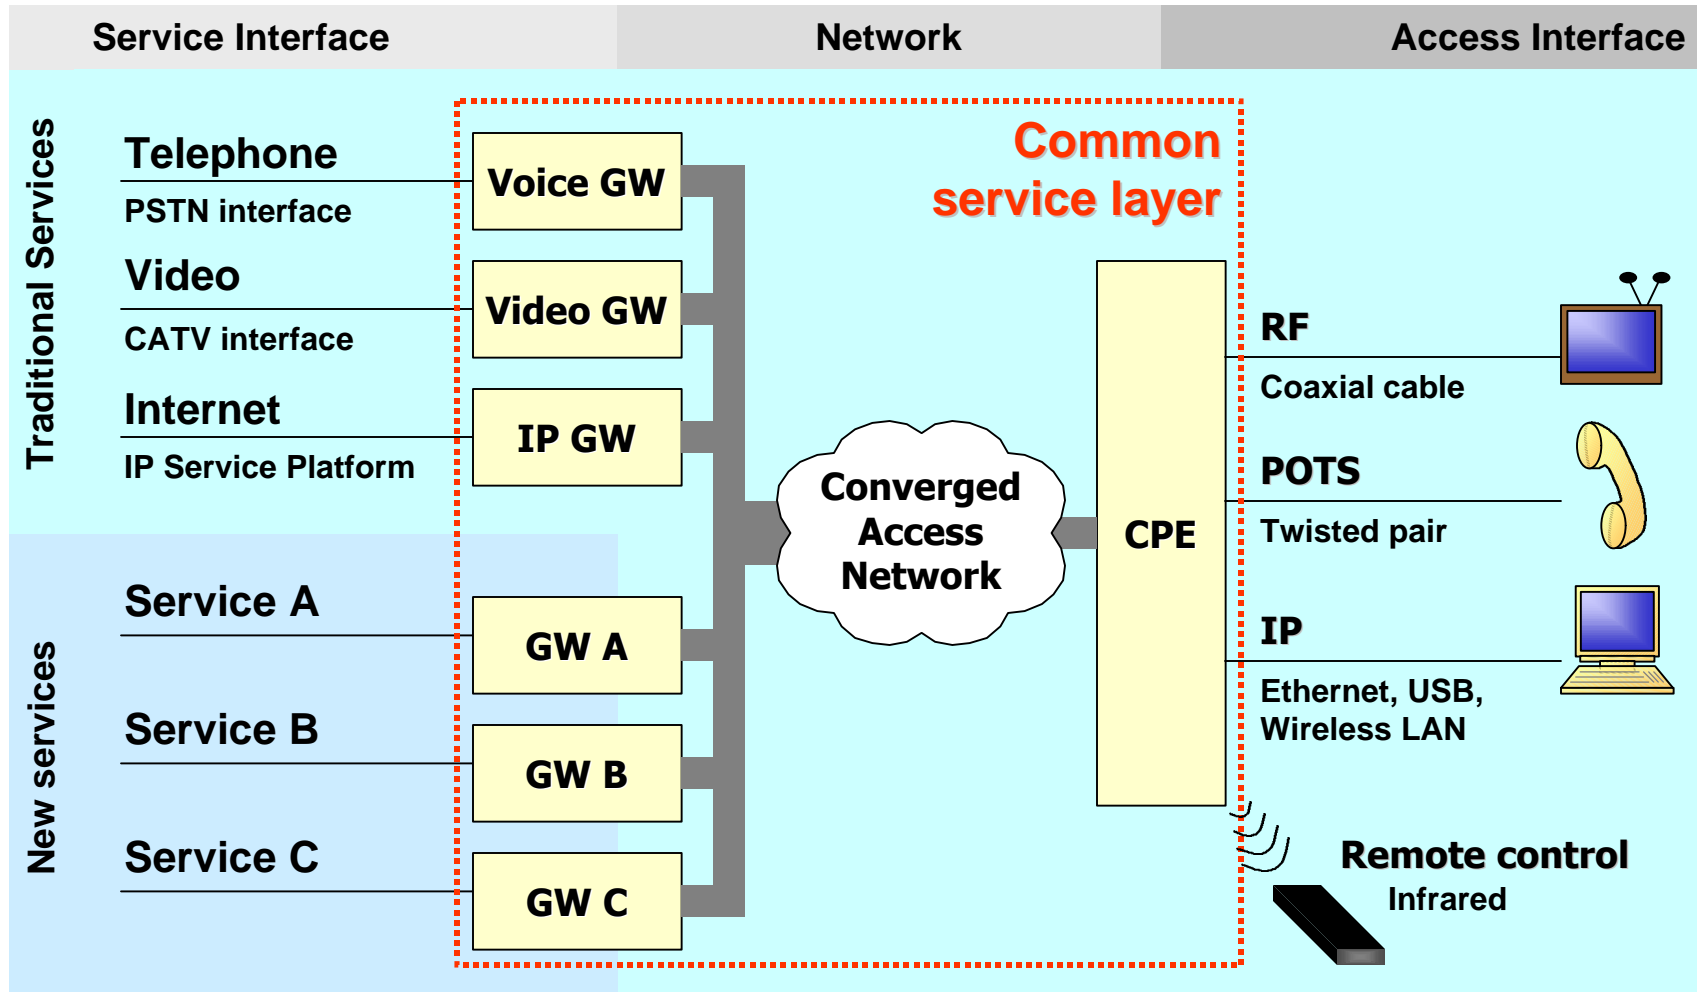 Service Interface
Network
Access Interface
Traditional Services
Telephone
PSTN interface
Video
CATV interface
Internet
IP Service Platform
New services
Service A
Service B
Service C
Voice GW
Video GW
IP GW
GW A
GW B
GW C
Common
service layer
Converged
Access
Network
CPE
RF
Coaxial cable
POTS
Twisted pair
IP
Ethernet, USB,
Wireless LAN
Remote control
Infrared